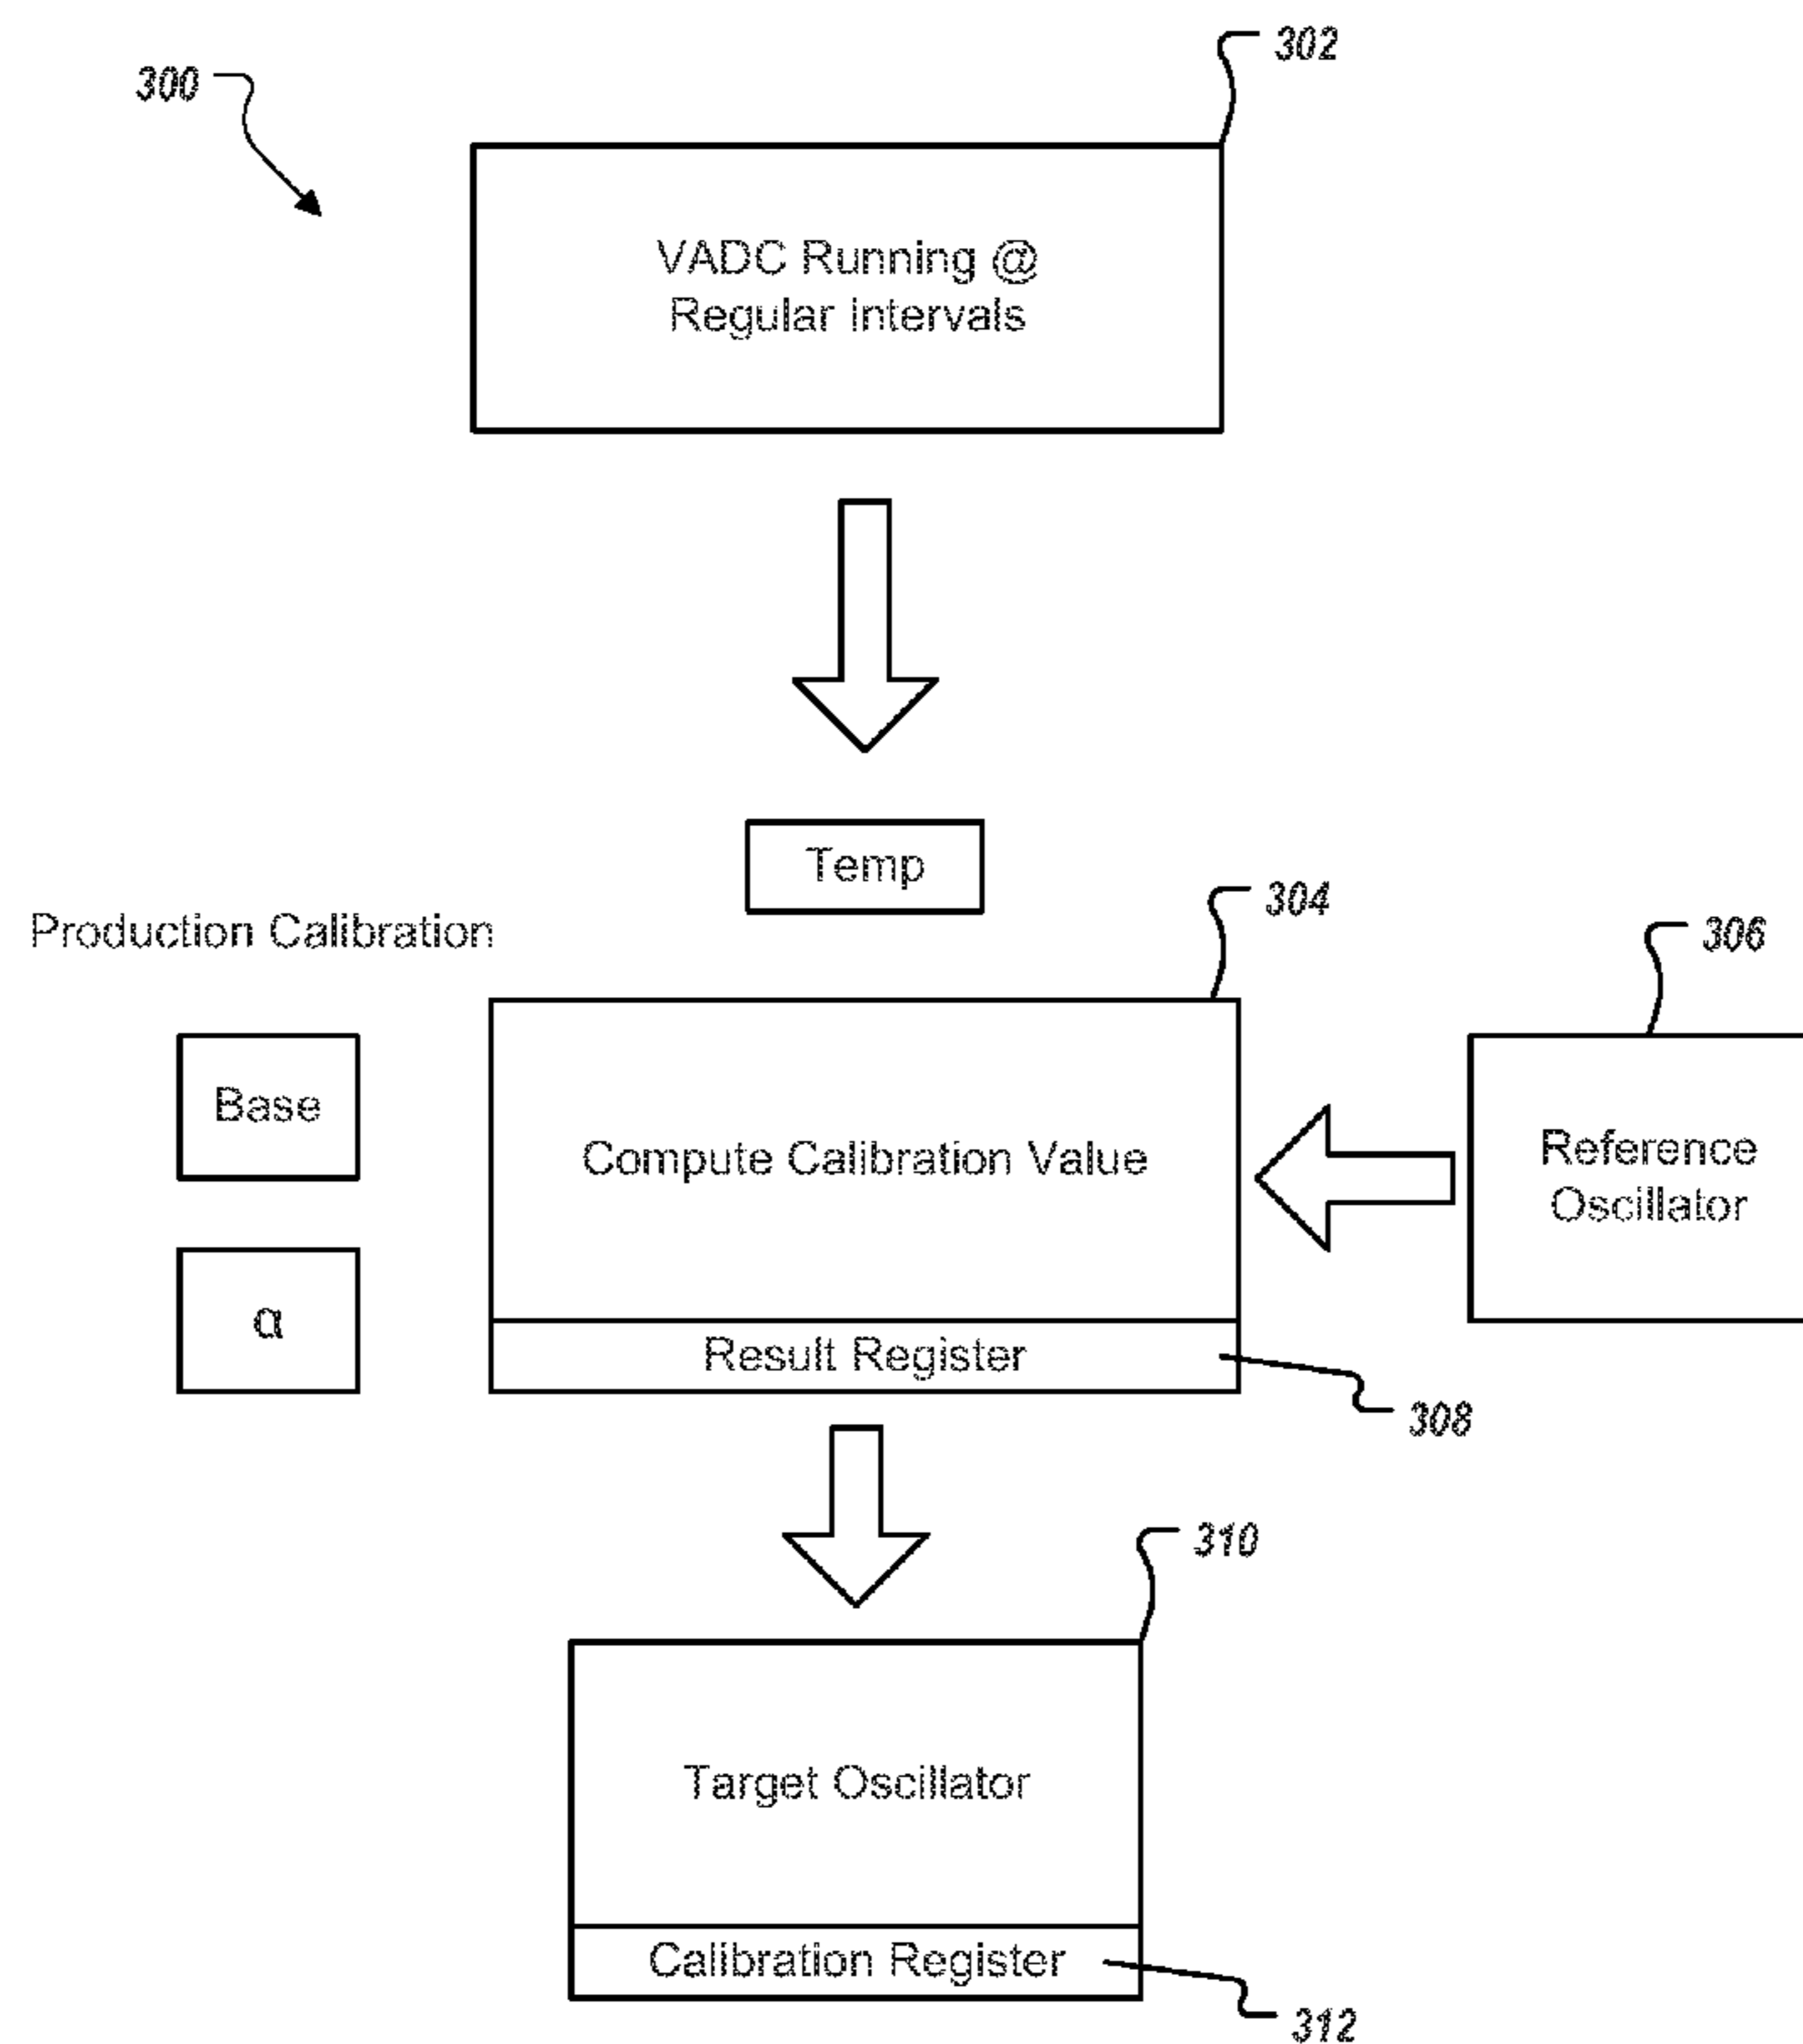 302
300
VADC Running @
Regular intervals
Temp
304
Production Calibration
306
Base
Compute Calibration Value
Reference
Oscillator
α
Result Register
308
310
Target Oscillator
Calibration Register
312